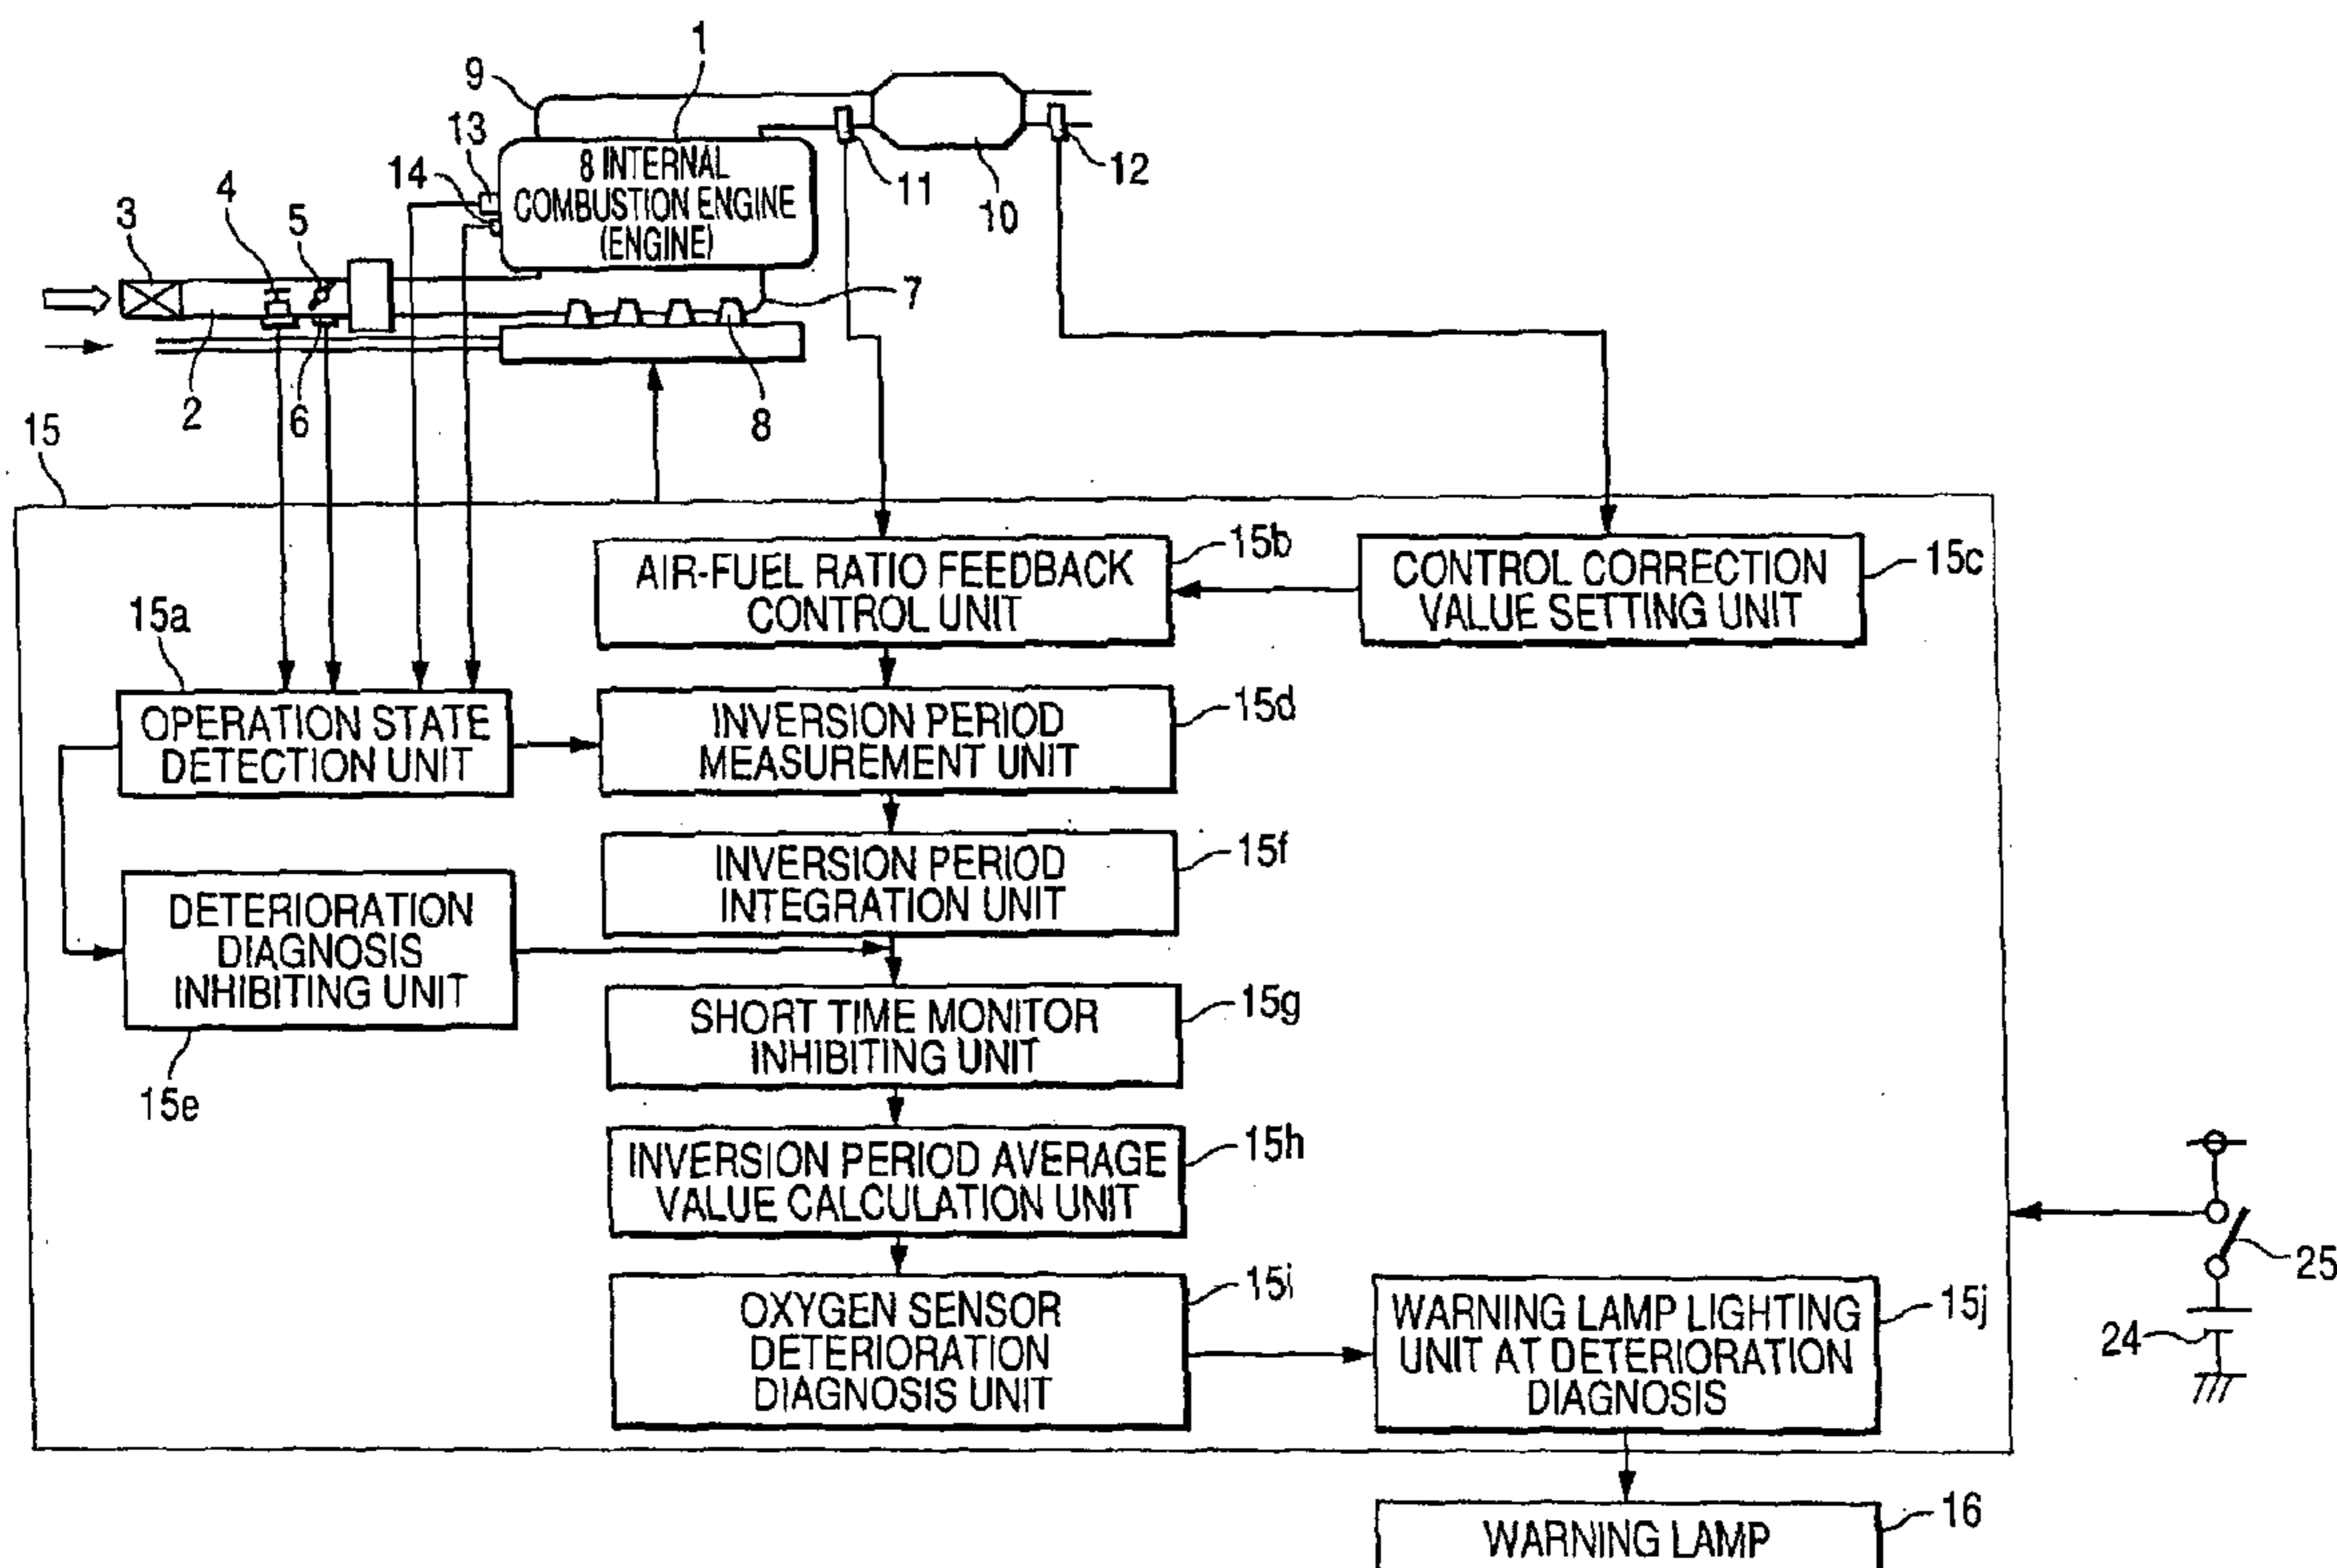 1
9
13
8 INTERNAL
COMBUSTION ENGINE
(ENGINE)
14
11
10
12
3
4
5
7
2
6
8
15
15b
AIR-FUEL RATIO FEEDBACK
CONTROL UNIT
CONTROL CORRECTION
VALUE SETTING UNIT
15c
15a
OPERATION STATE
DETECTION UNIT
INVERSION PERIOD
MEASUREMENT UNIT
15d
INVERSION PERIOD
INTEGRATION UNIT
15f
DETERIORATION
DIAGNOSIS
INHIBITING UNIT
15e
SHORT TIME MONITOR
INHIBITING UNIT
15g
INVERSION PERIOD AVERAGE
VALUE CALCULATION UNIT
15h
OXYGEN SENSOR
DETERIORATION
DIAGNOSIS UNIT
15i
WARNING LAMP LIGHTING
UNIT AT DETERIORATION
DIAGNOSIS
15j
25
24
WARNING LAMP
16